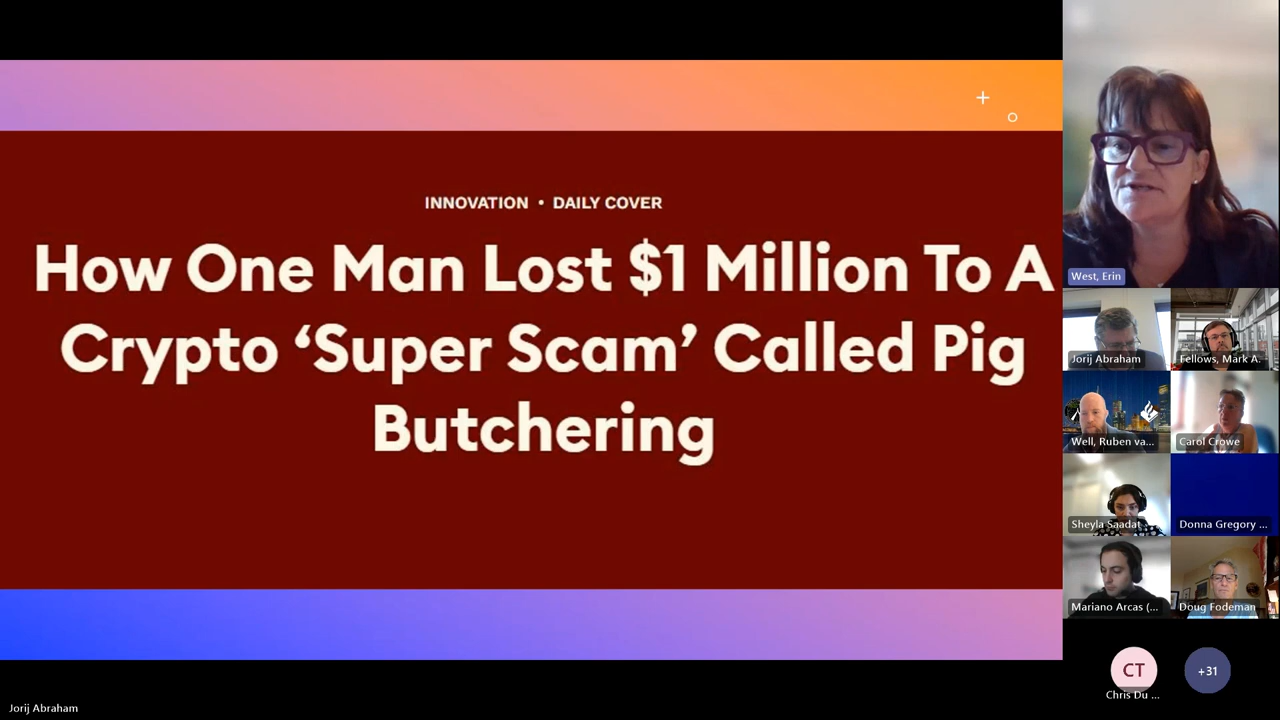 INNOVATION • DAILY COVER
How One Man Lost $1 Million To A
Crypto ‘Super Scam’ Called Pig
Butchering
West, Erin
Jorij Abraham
Fellows, Mark A.
Well, Ruben va...
Carol Crowe
Sheyla Saadat
Donna Gregory ...
Mariano Arcas (...
Doug Fodeman
CT
+31
Chris Du ...
Jorij Abraham